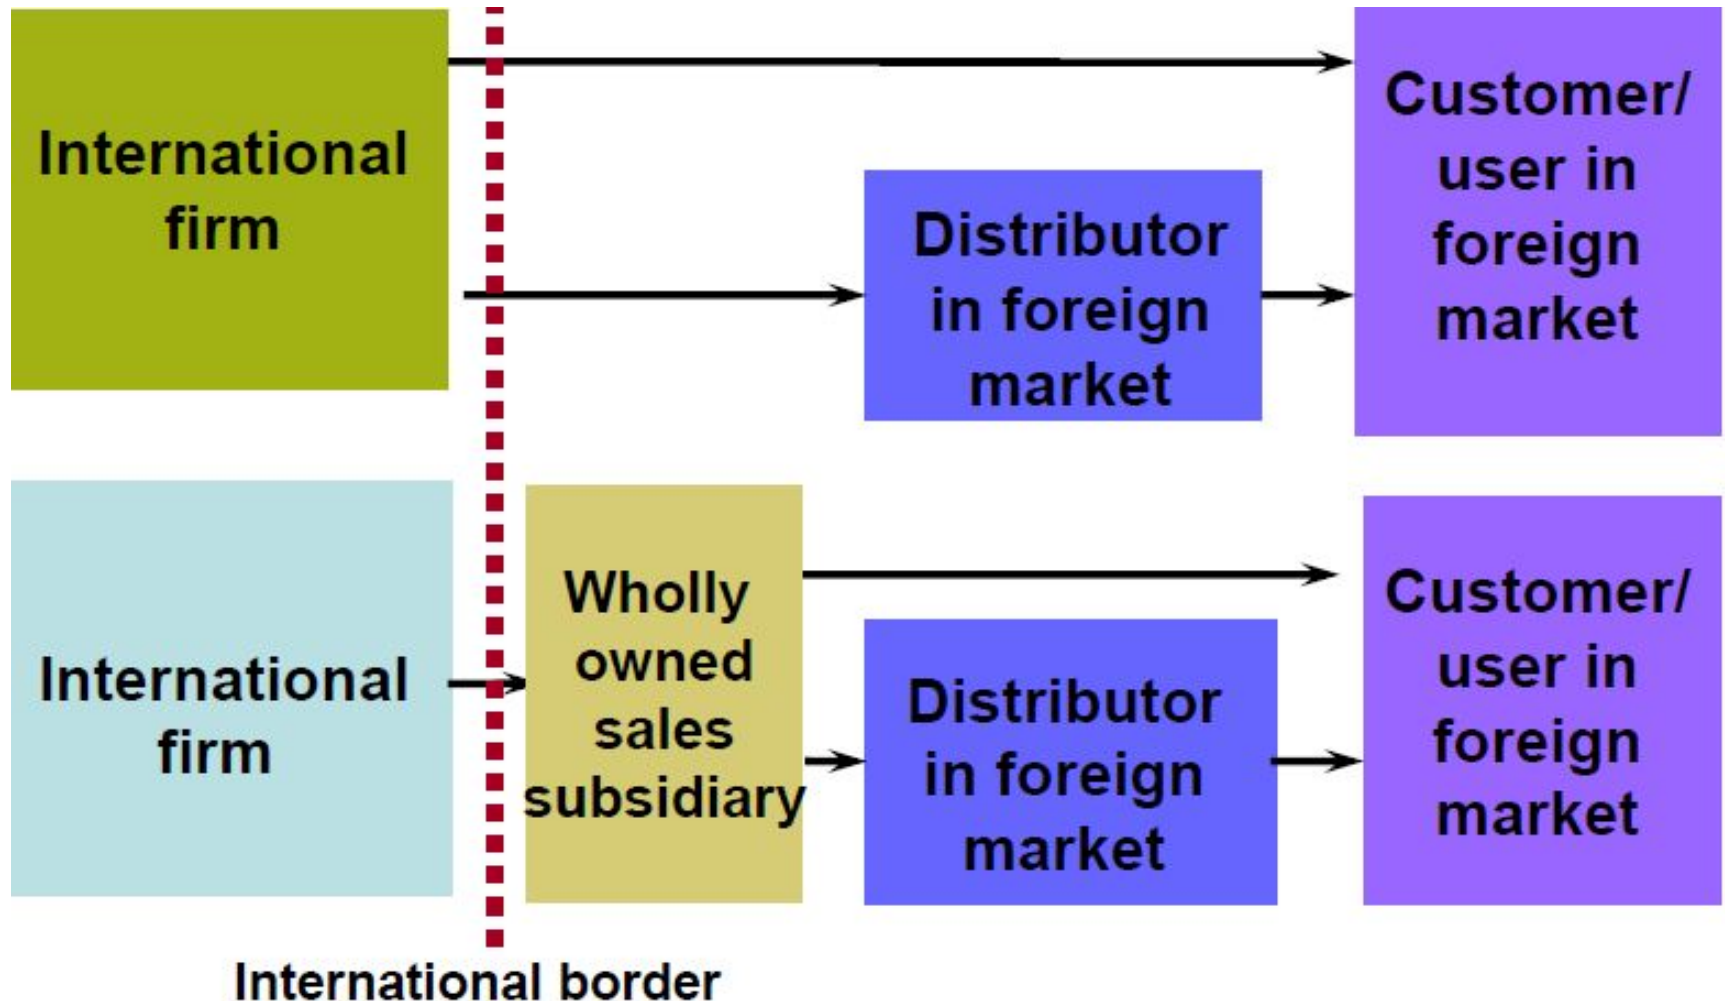 International
firm
Distributor
in foreign
market
Customer/
user in
foreign
market
International
firm
Wholly
owned
sales
subsidiary
Distributor
in foreign
market
Customer/
user in
foreign
market
International border